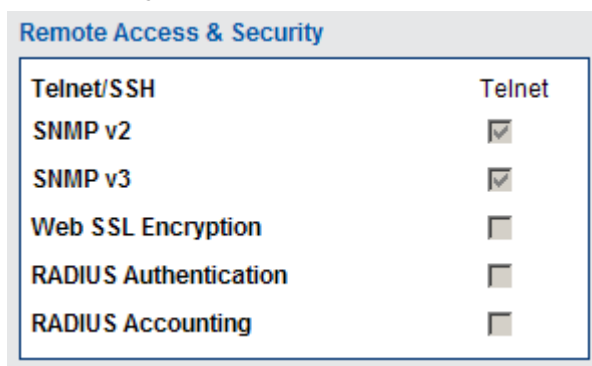 Remote Access & Security
Telnet/SSH Telnet
SNMP v2
SNMP v3
Web SSL Encryption
RADIUS Authentication
RADIUS Accounting